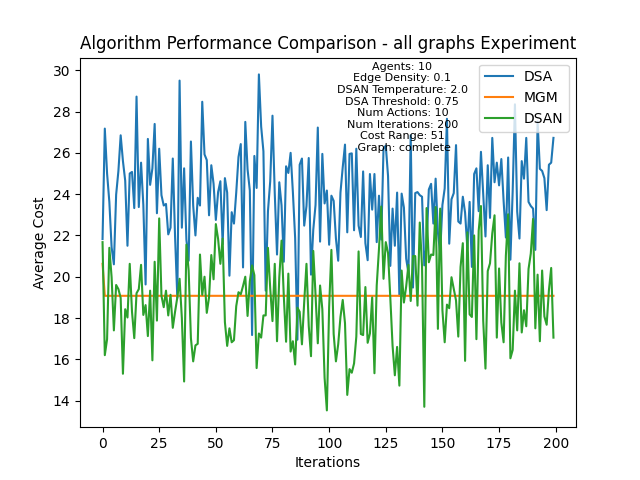 Algorithm Performance Comparison - all graphs Experiment
Agents: 10
Edge Density: 0.1
DSAN Temperature: 2.0
DSA Threshold: 0.75
Num Actions: 10
Num Iterations: 200
Cost Range: 51
Graph: complete
DSA
MGM
DSAN
Average Cost
30
28
26
24
22
20
18
16
14
0
25
50
75
100
125
150
175
200
Iterations